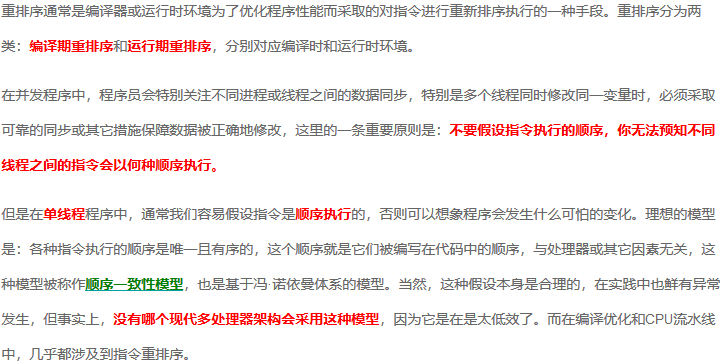 重排序通常是编译器或运行时环境为了优化程序性能而采取的对指令进行重新排序执行的一种手段。重排序分为两
类：编译期重排序和运行期重排序，分别对应编译时和运行时环境。
在并发程序中，程序员会特别关注不同进程或线程之间的数据同步，特别是多个线程同时修改同一变量时，必须采取
可靠的同步或其它措施保障数据被正确地修改，这里的一条重要原则是：不要假设指令执行的顺序，你无法预知不同
线程之间的指令会以何种顺序执行。
但是在单线程程序中，通常我们容易假设指令是顺序执行的，否则可以想象程序会发生什么可怕的变化。理想的模型
是：各种指令执行的顺序是唯一且有序的，这个顺序就是它们被编写在代码中的顺序，与处理器或其它因素无关，这
种模型被称作顺序一致性模型，也是基于冯·诺依曼体系的模型。当然，这种假设本身是合理的，在实践中也鲜有异常
发生，但事实上，没有哪个现代多处理器架构会采用这种模型，因为它是在是太低效了。而在编译优化和CPU流水线
中，几乎都涉及到指令重排序。